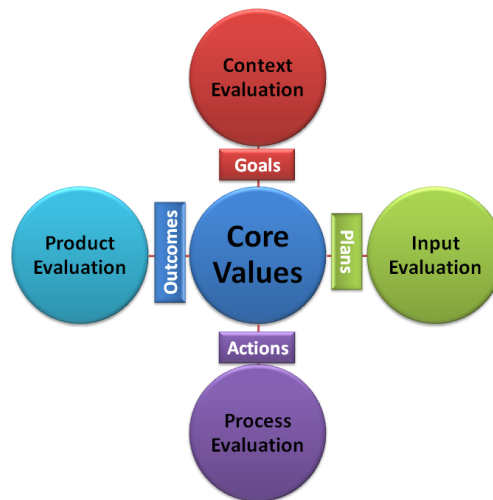 Context
Evaluation
Goals
Product
Evaluation
Outcomes
Core
Values
Plans
Input
Evaluation
Actions
Process
Evaluation